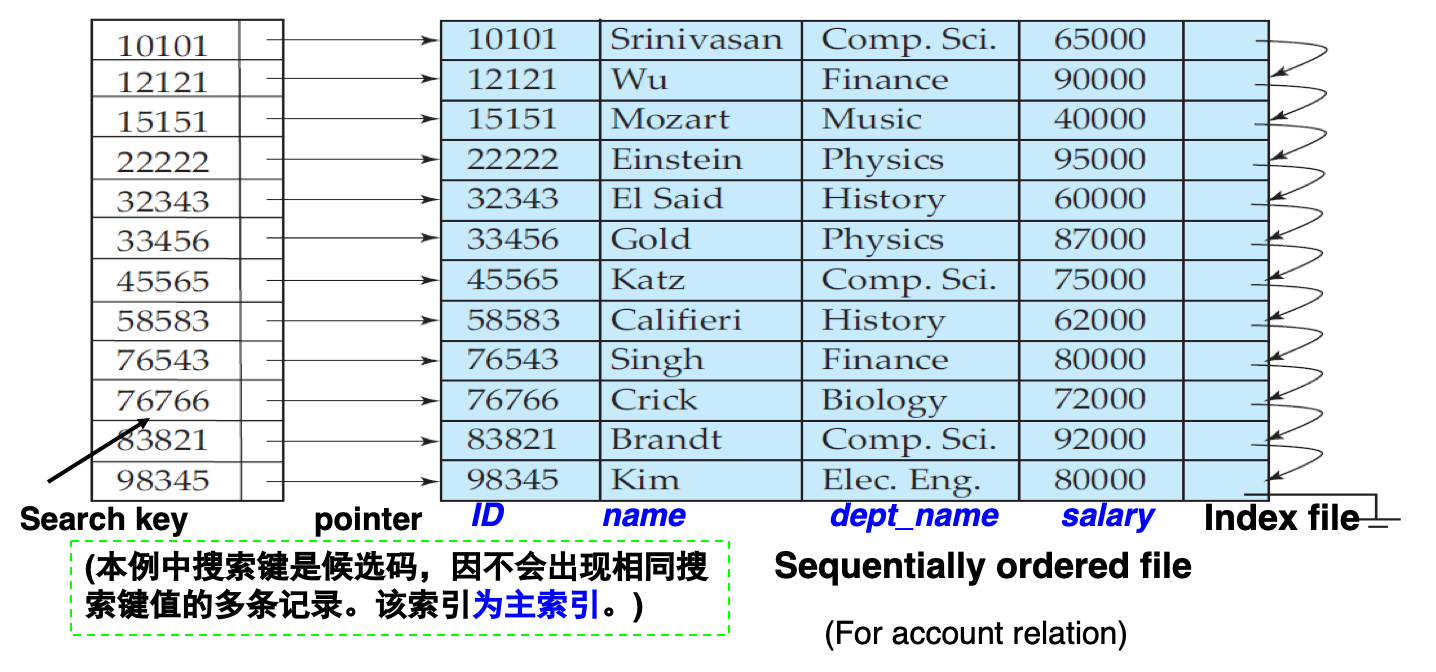 10101 10101 Srinivasan Comp. Sci. 65000
12121 12121 Wu Finance 90000
15151 15151 Mozart Music 40000
22222 22222 Einstein Physics 95000
32343 32343 El Said History 60000
33456 33456 Gold Physics 87000
45565 45565 Katz Comp. Sci. 75000
58583 58583 Califieri History 62000
76543 76543 Singh Finance 80000
76766 76766 Crick Biology 72000
83821 83821 Brandt Comp. Sci. 92000
98345 98345 Kim Elec. Eng. 80000
Search key pointer ID name dept_name salary Index file
(本例中搜索键是候选码，因不会出现相同搜
索键值的多条记录。该索引为主索引。)
Sequentially ordered file
(For account relation)